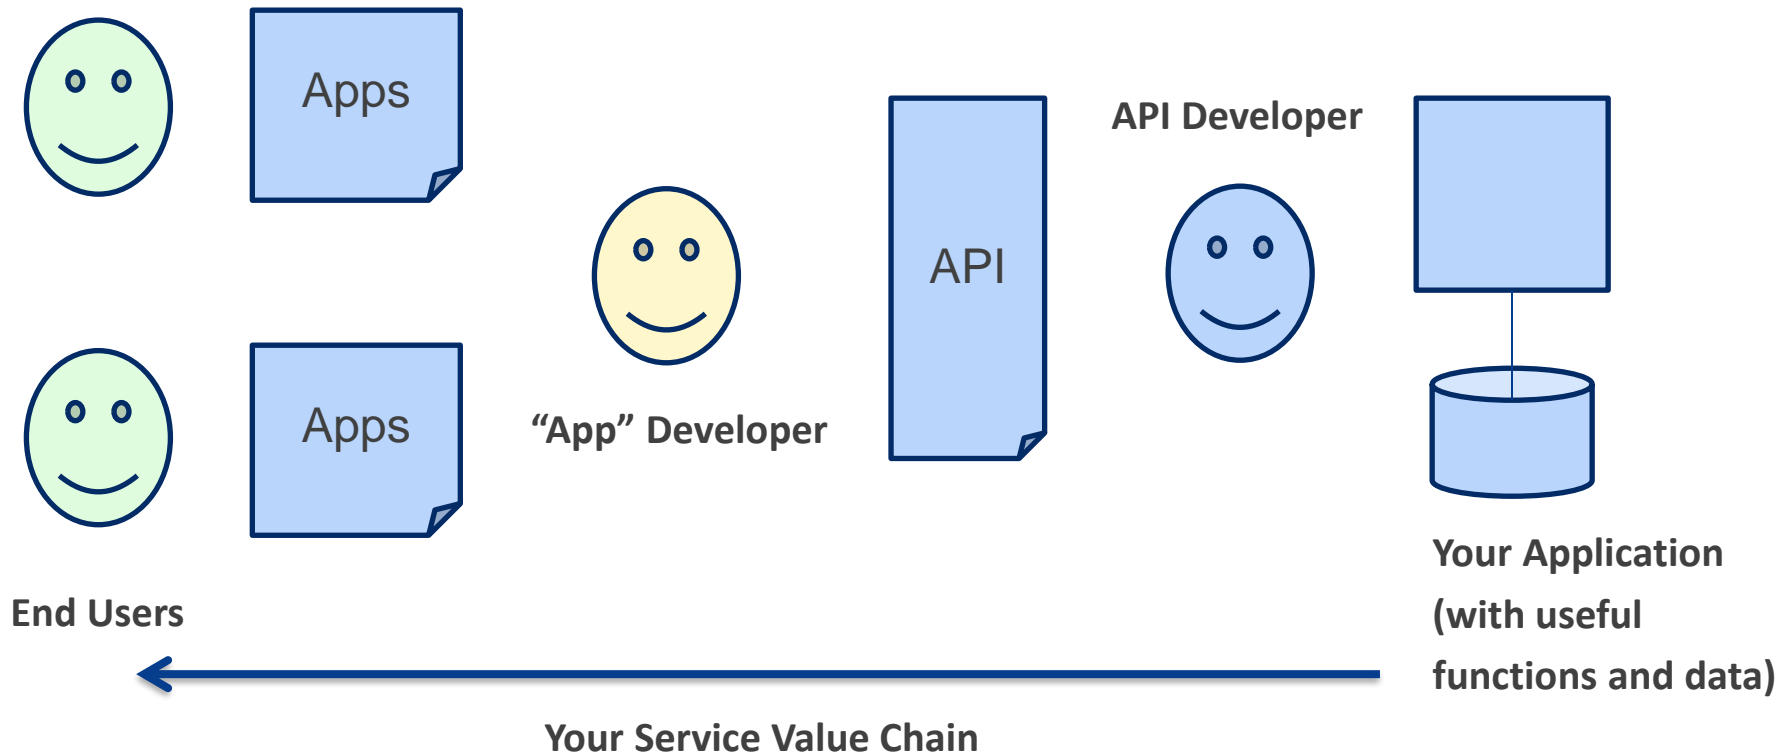 Apps
API Developer
API
Apps
“App” Developer
Your Application
(with useful
functions and data)
End Users
Your Service Value Chain